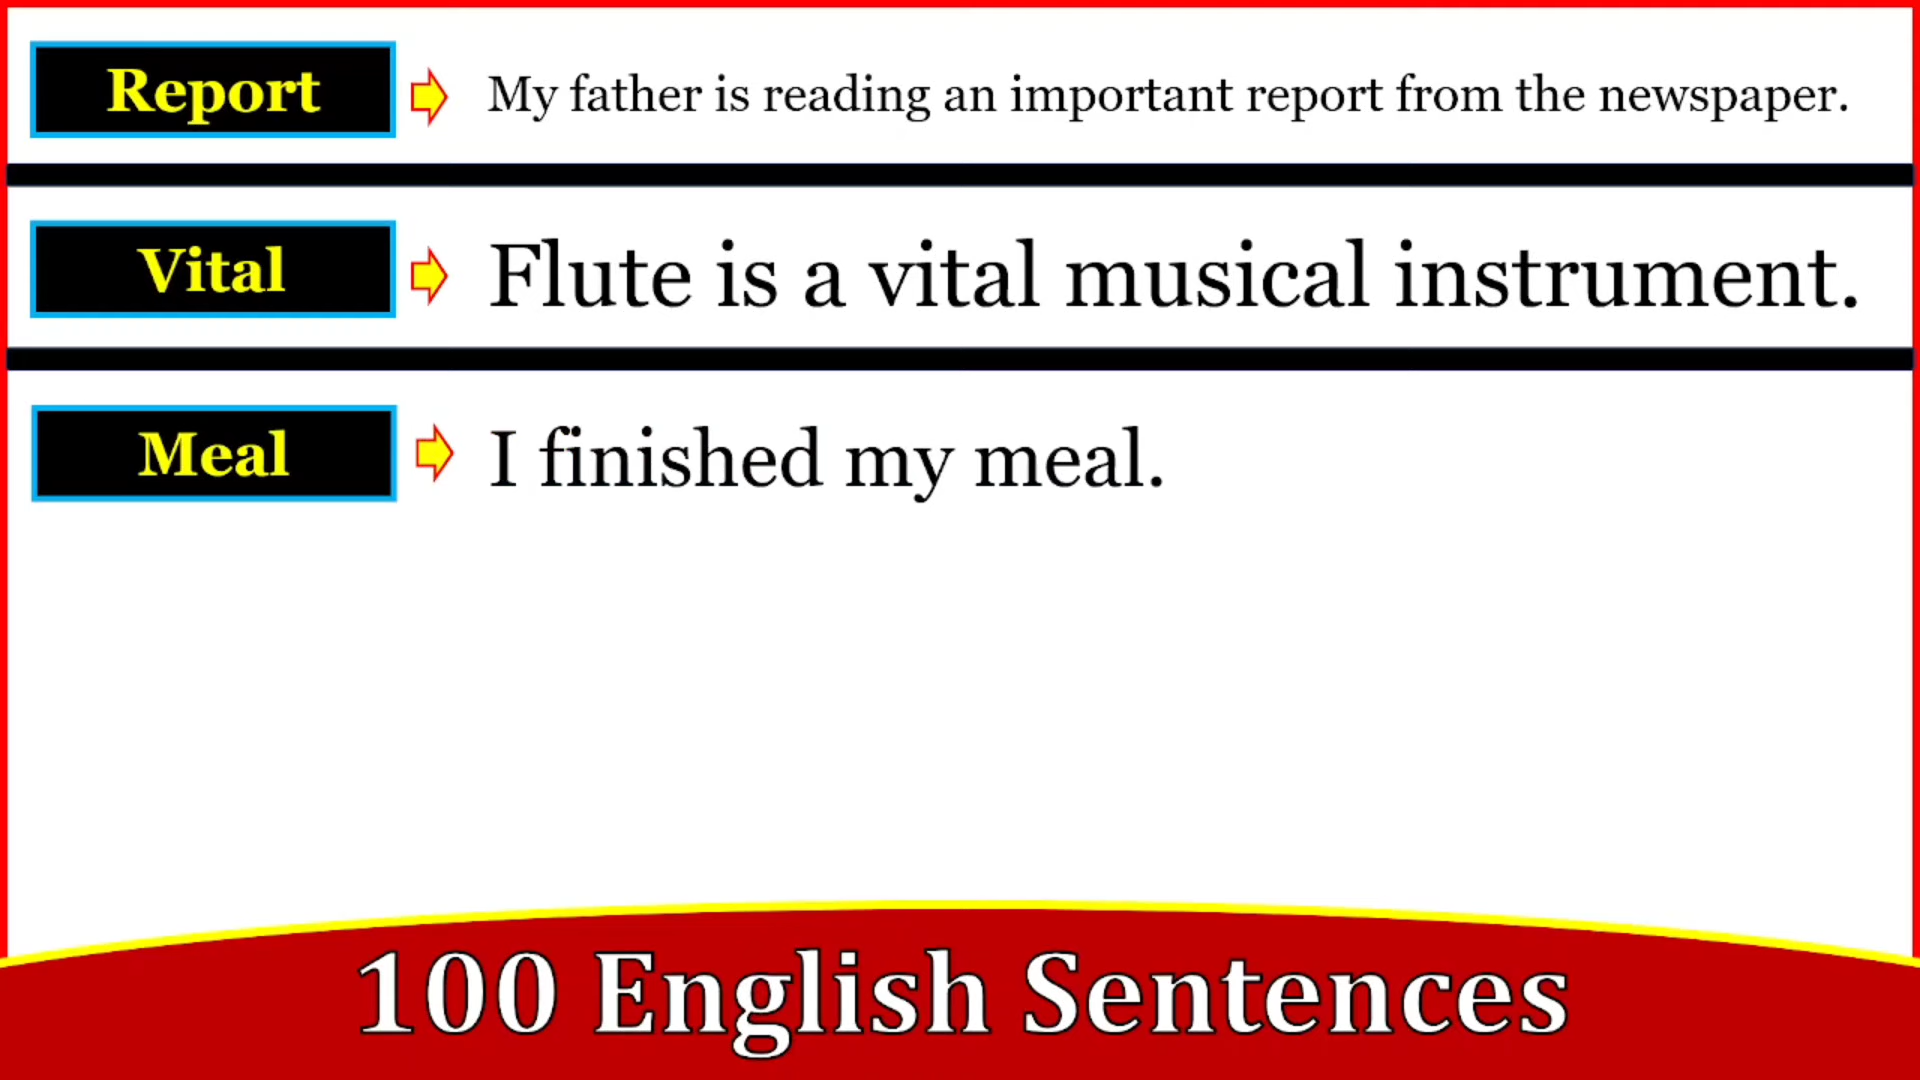 Report My father is reading an important report from the newspaper.
Vital Flute is a vital musical instrument.
Meal I finished my meal.
100 English Sentences